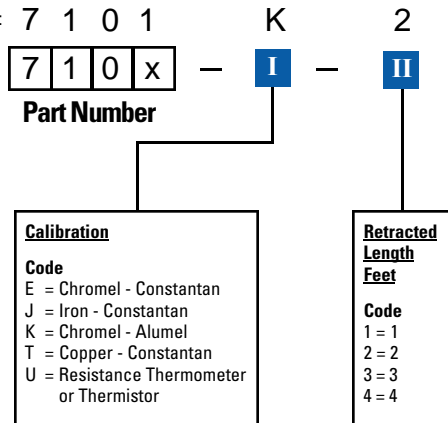 : 7 1 0 1 K 2
7 1 0 x – I – II
Part Number
Calibration
Code
E = Chromel - Constantan
J = Iron - Constantan
K = Chromel - Alumel
T = Copper - Constantan
U = Resistance Thermometer
or Thermistor
Retracted
Length
Feet
Code
1 = 1
2 = 2
3 = 3
4 = 4